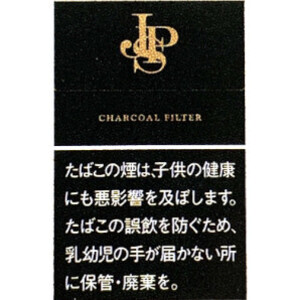 JPS
CHARCOAL FILTER
たばこの煙は子供の健康
にも悪影響を及ぼします。
たばこの誤飲を防ぐため、
乳幼児の手が届かない所
に保管・廃棄を。